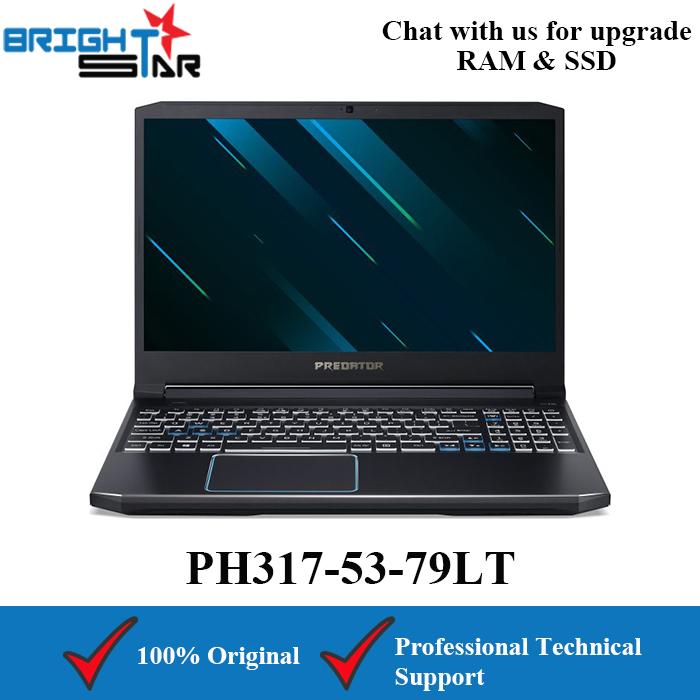 BRIGHT
STAR
Chat with us for upgrade
RAM & SSD
PREDATOR
PH317-53-79LT
100% Original
Professional Technical
Support